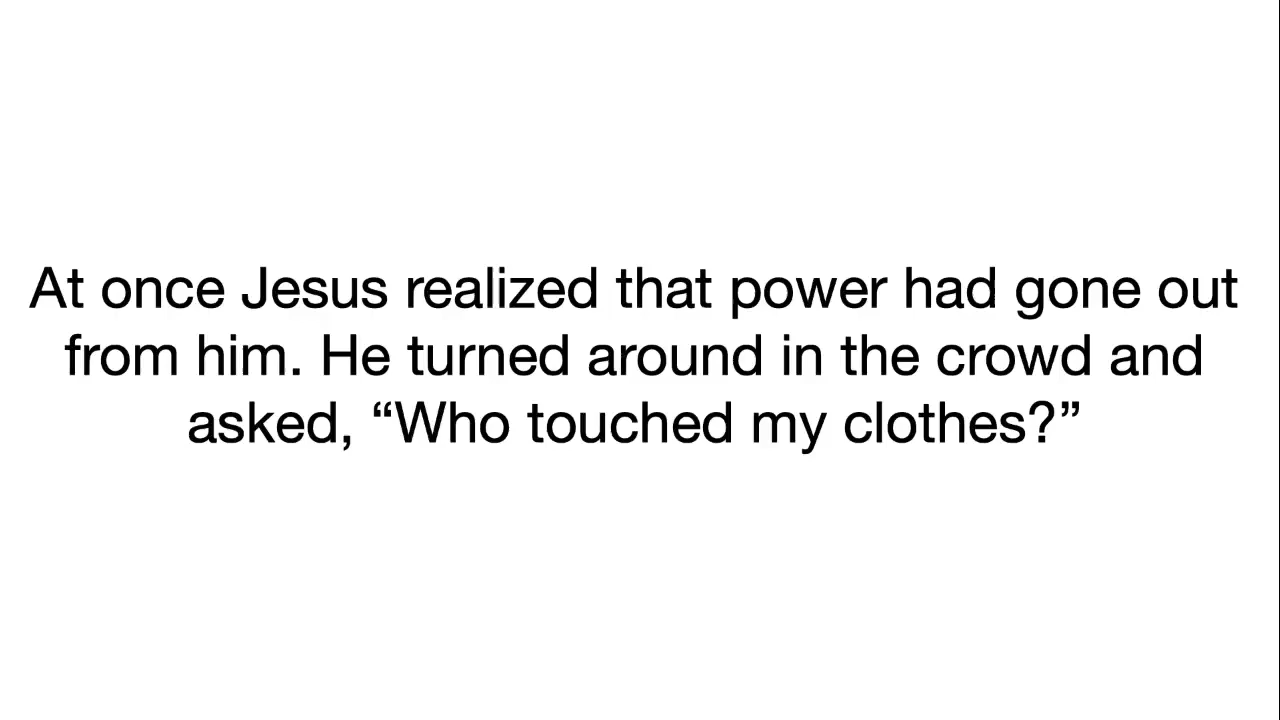 At once Jesus realized that power had gone out
from him. He turned around in the crowd and
asked, “Who touched my clothes?”